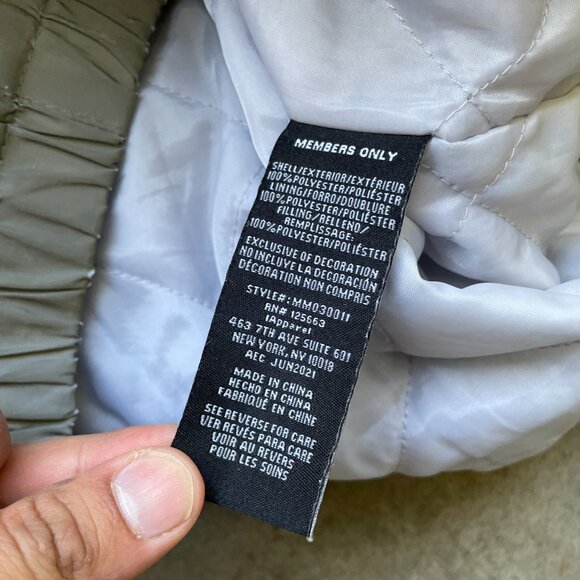 MEMBERS ONLY
SHELL/EXTERIOR/EXTÉRIEUR
100%POLYESTER/POLIÉSTER
LINING/FORRO/DOUBLURE
100%POLYESTER/POLIÉSTER
FILLING/RELLENO/
REMPLISSAGE:
100%POLYESTER/POLIÉSTER
EXCLUSIVE OF DECORATION
NO INCLUYE LA DECORACIÓN
DÉCORATION NON COMPRIS
STYLE#:MM030011
RN# 125663
IApparel
463 7TH AVE SUITE 601
NEW YORK, NY 10018
AEC JUN2021
MADE IN CHINA
HECHO EN CHINA
FABRIQUÉ EN CHINE
SEE REVERSE FOR CARE
VER REVÉS PARA CARE
VOIR AU REVERS
POUR LES SOINS